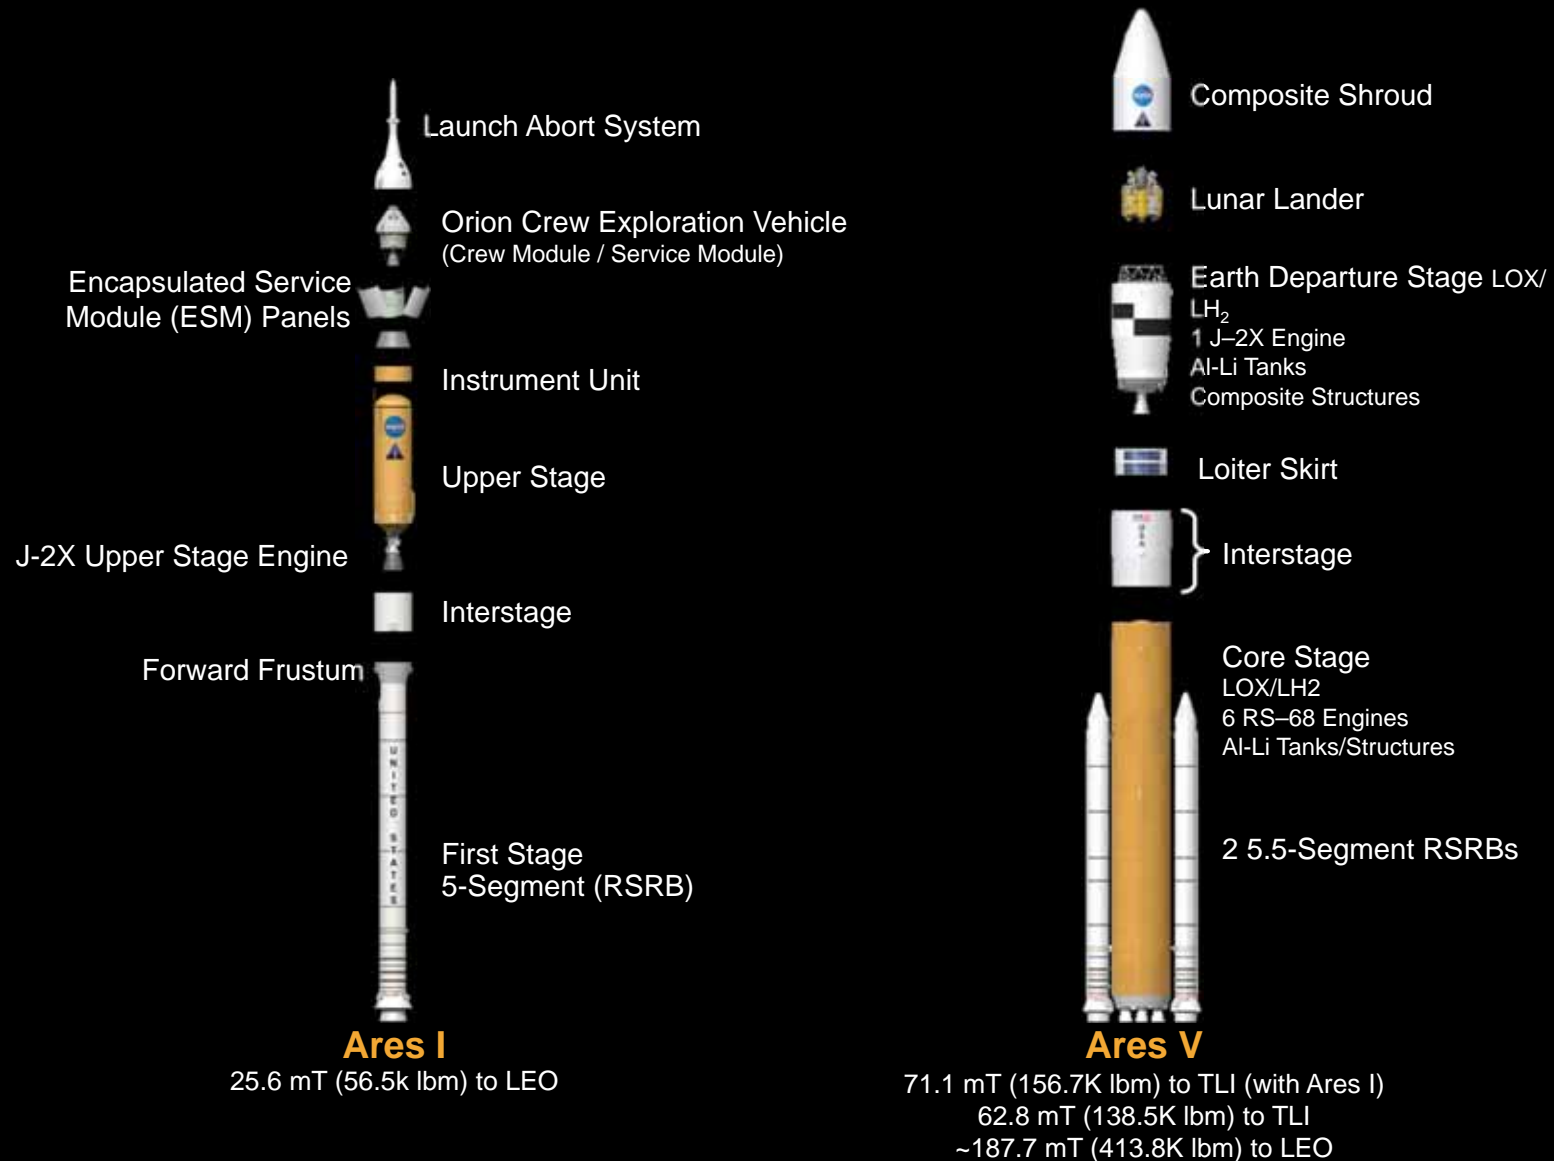 Launch Abort System
Orion Crew Exploration Vehicle
(Crew Module / Service Module)
Encapsulated Service
Module (ESM) Panels
Instrument Unit
Upper Stage
J-2X Upper Stage Engine
Interstage
Forward Frustum
UNITED STATES
First Stage
5-Segment (RSRB)
Ares I
25.6 mT (56.5k lbm) to LEO
Composite Shroud
Lunar Lander
Earth Departure Stage LOX/
LH₂
1 J–2X Engine
Al-Li Tanks
Composite Structures
Loiter Skirt
Interstage
Core Stage
LOX/LH2
6 RS–68 Engines
Al-Li Tanks/Structures
2 5.5-Segment RSRBs
Ares V
71.1 mT (156.7K lbm) to TLI (with Ares I)
62.8 mT (138.5K lbm) to TLI
~187.7 mT (413.8K lbm) to LEO